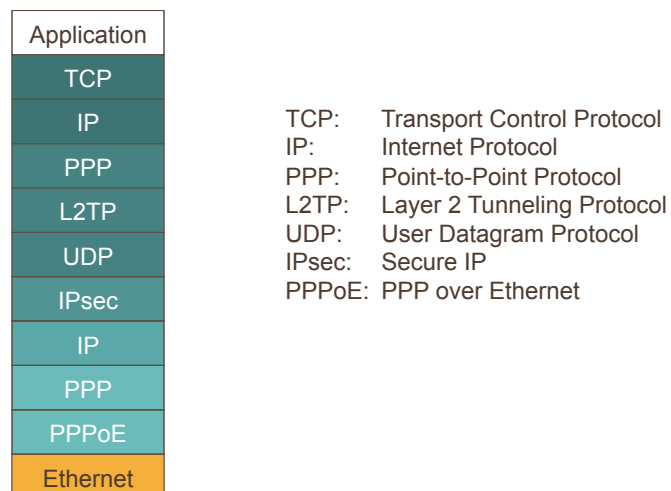 Application
TCP
IP
PPP
L2TP
UDP
IPsec
IP
PPP
PPPoE
Ethernet
TCP: Transport Control Protocol
IP: Internet Protocol
PPP: Point-to-Point Protocol
L2TP: Layer 2 Tunneling Protocol
UDP: User Datagram Protocol
IPsec: Secure IP
PPPoE: PPP over Ethernet